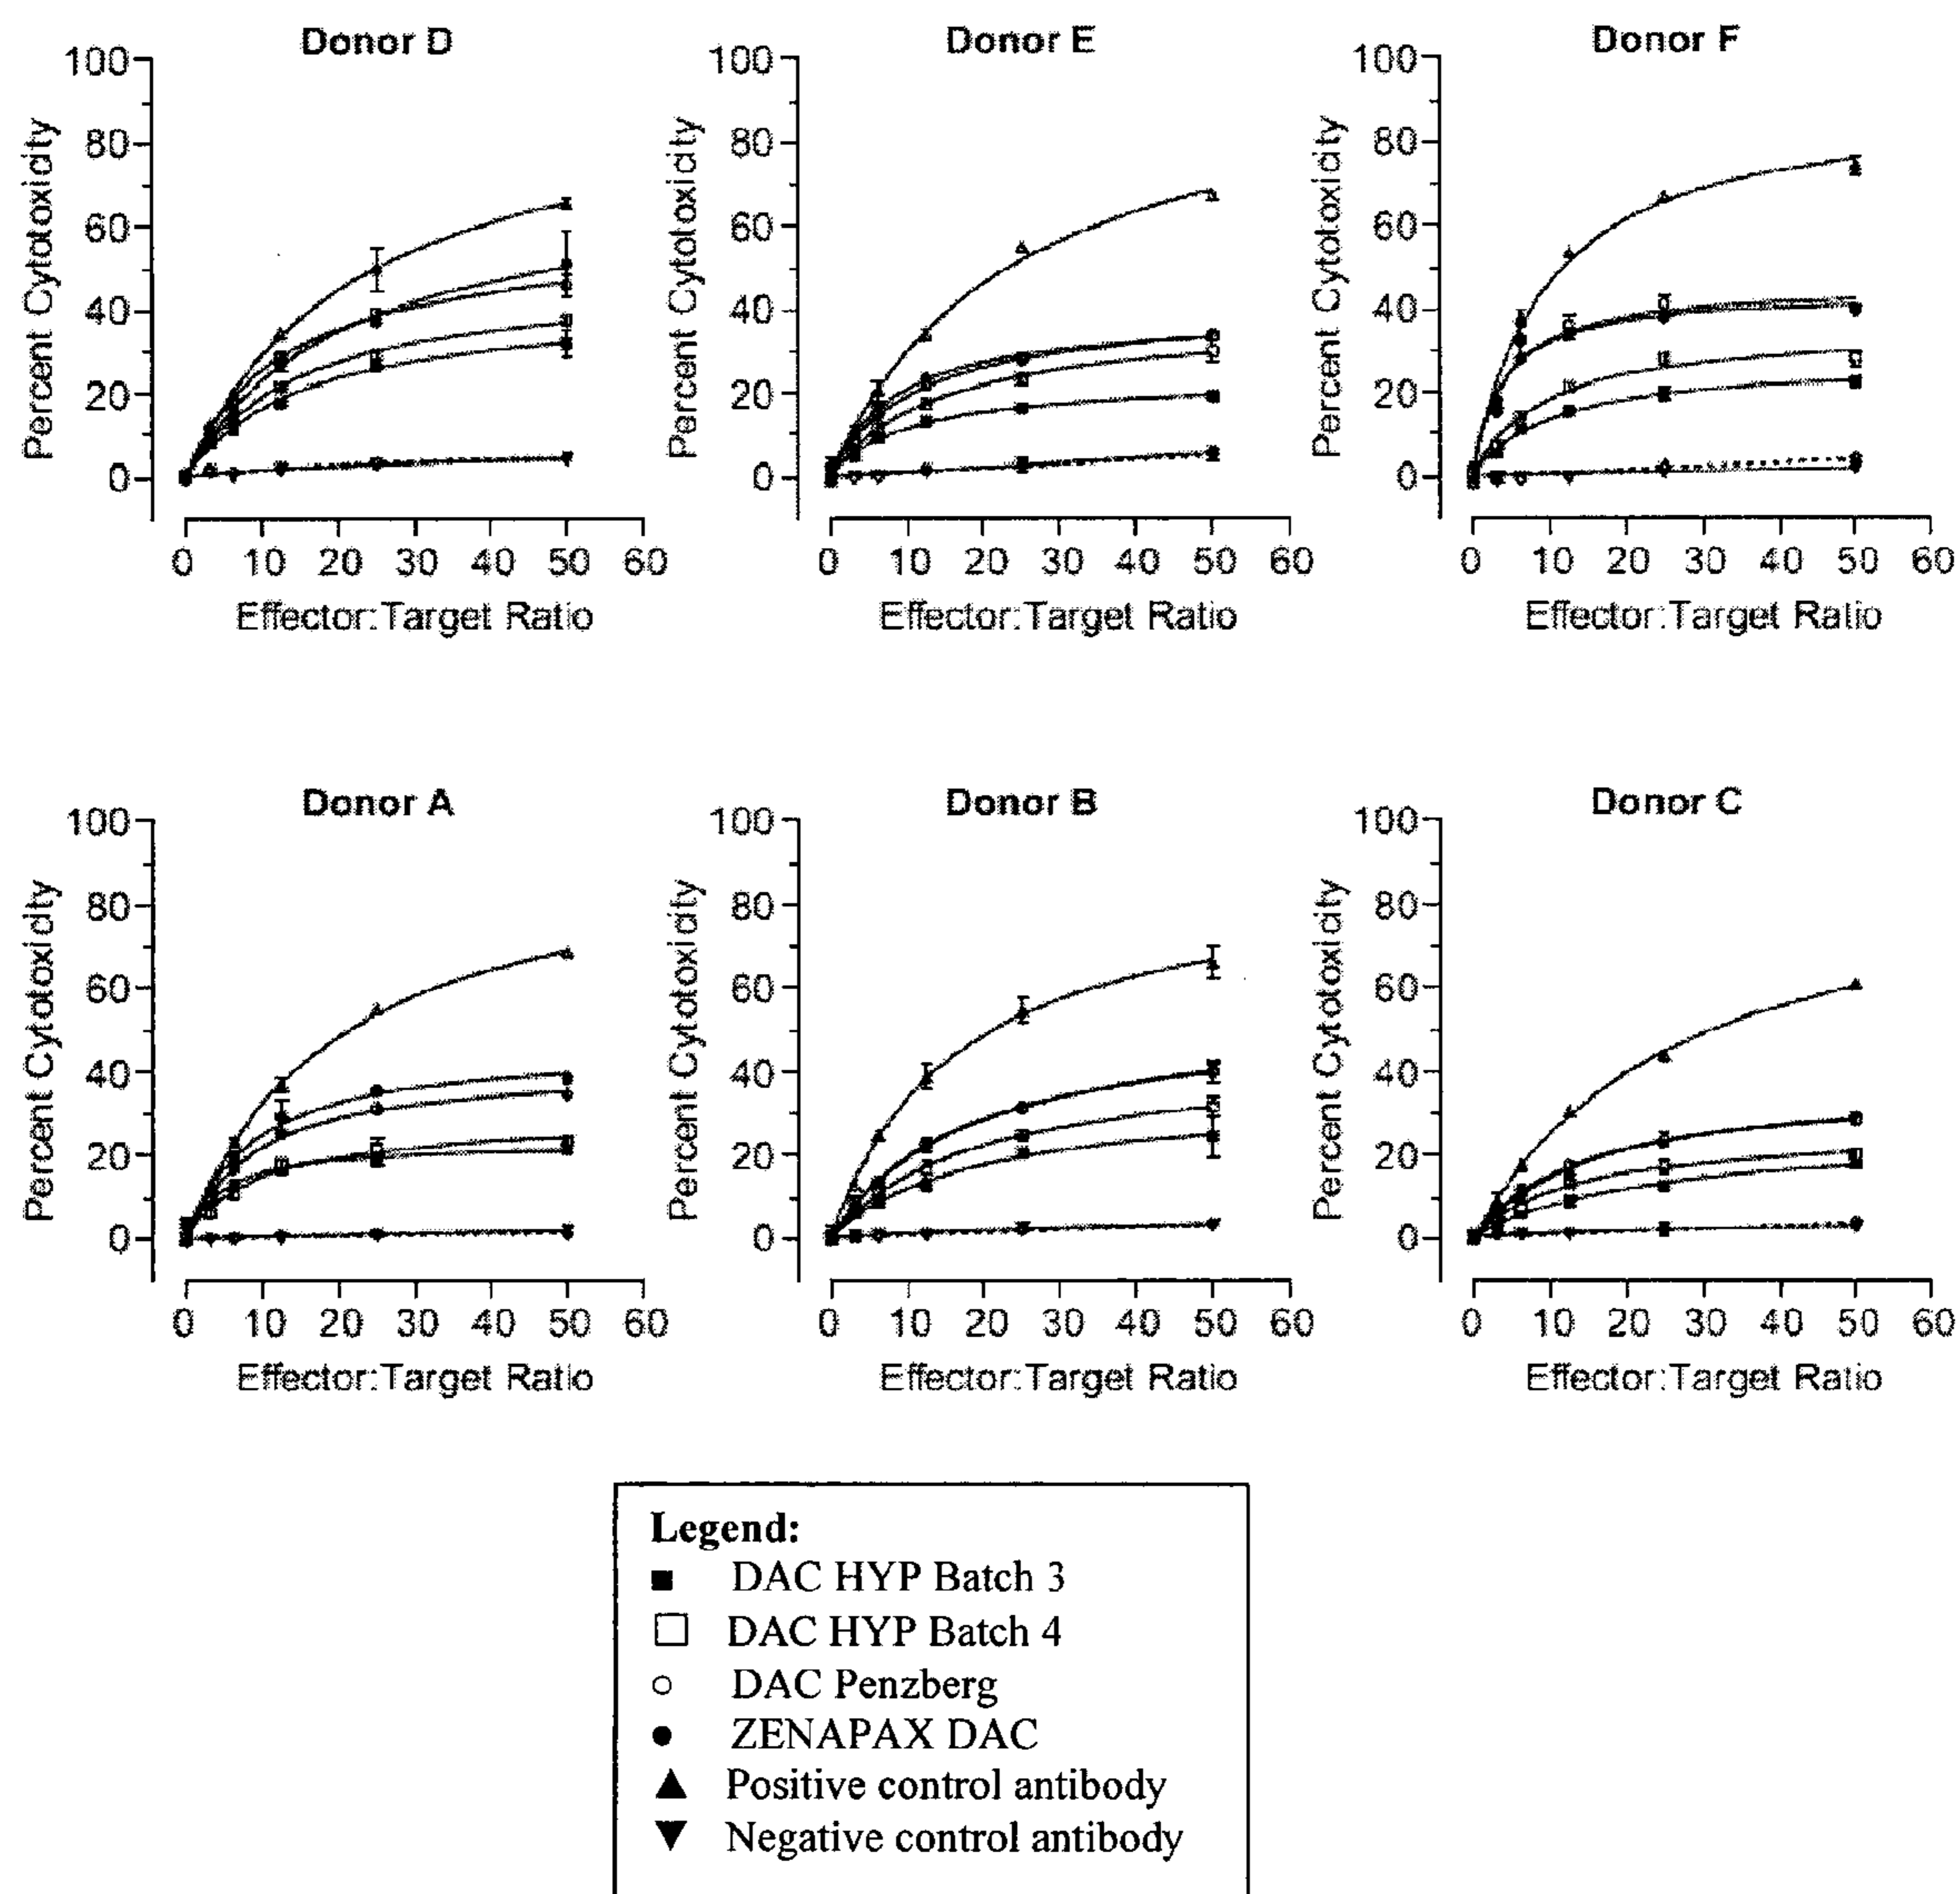 Donor D
100
80
60
40
20
0
Percent Cytotoxicity
0 10 20 30 40 50 60
Effector:Target Ratio
Donor E
100
80
60
40
20
0
Percent Cytotoxicity
0 10 20 30 40 50 60
Effector:Target Ratio
Donor F
100
80
60
40
20
0
Percent Cytotoxicity
0 10 20 30 40 50 60
Effector:Target Ratio
Donor A
100
80
60
40
20
0
Percent Cytotoxicity
0 10 20 30 40 50 60
Effector:Target Ratio
Donor B
100
80
60
40
20
0
Percent Cytotoxicity
0 10 20 30 40 50 60
Effector:Target Ratio
Donor C
100
80
60
40
20
0
Percent Cytotoxicity
0 10 20 30 40 50 60
Effector:Target Ratio
Legend:
DAC HYP Batch 3
DAC HYP Batch 4
DAC Penzberg
ZENAPAX DAC
Positive control antibody
Negative control antibody